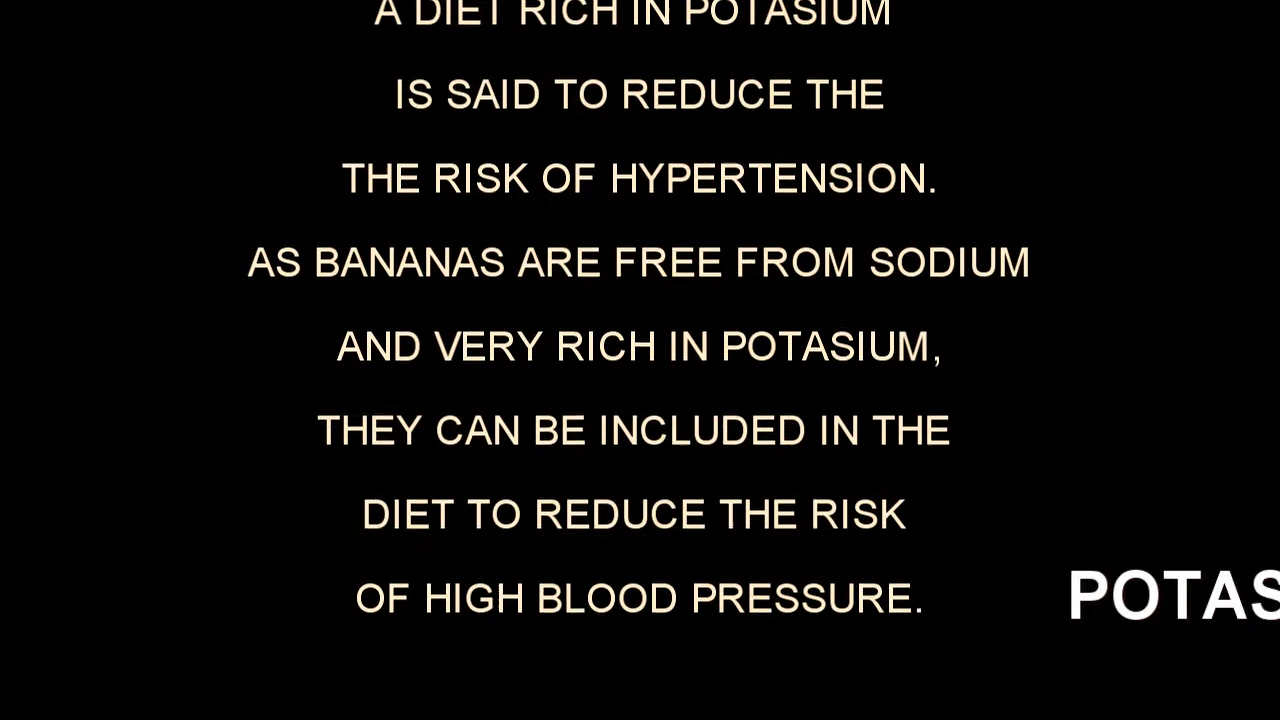 A DIET RICH IN POTASIUM
IS SAID TO REDUCE THE
THE RISK OF HYPERTENSION.
AS BANANAS ARE FREE FROM SODIUM
AND VERY RICH IN POTASIUM,
THEY CAN BE INCLUDED IN THE
DIET TO REDUCE THE RISK
OF HIGH BLOOD PRESSURE.
POTAS